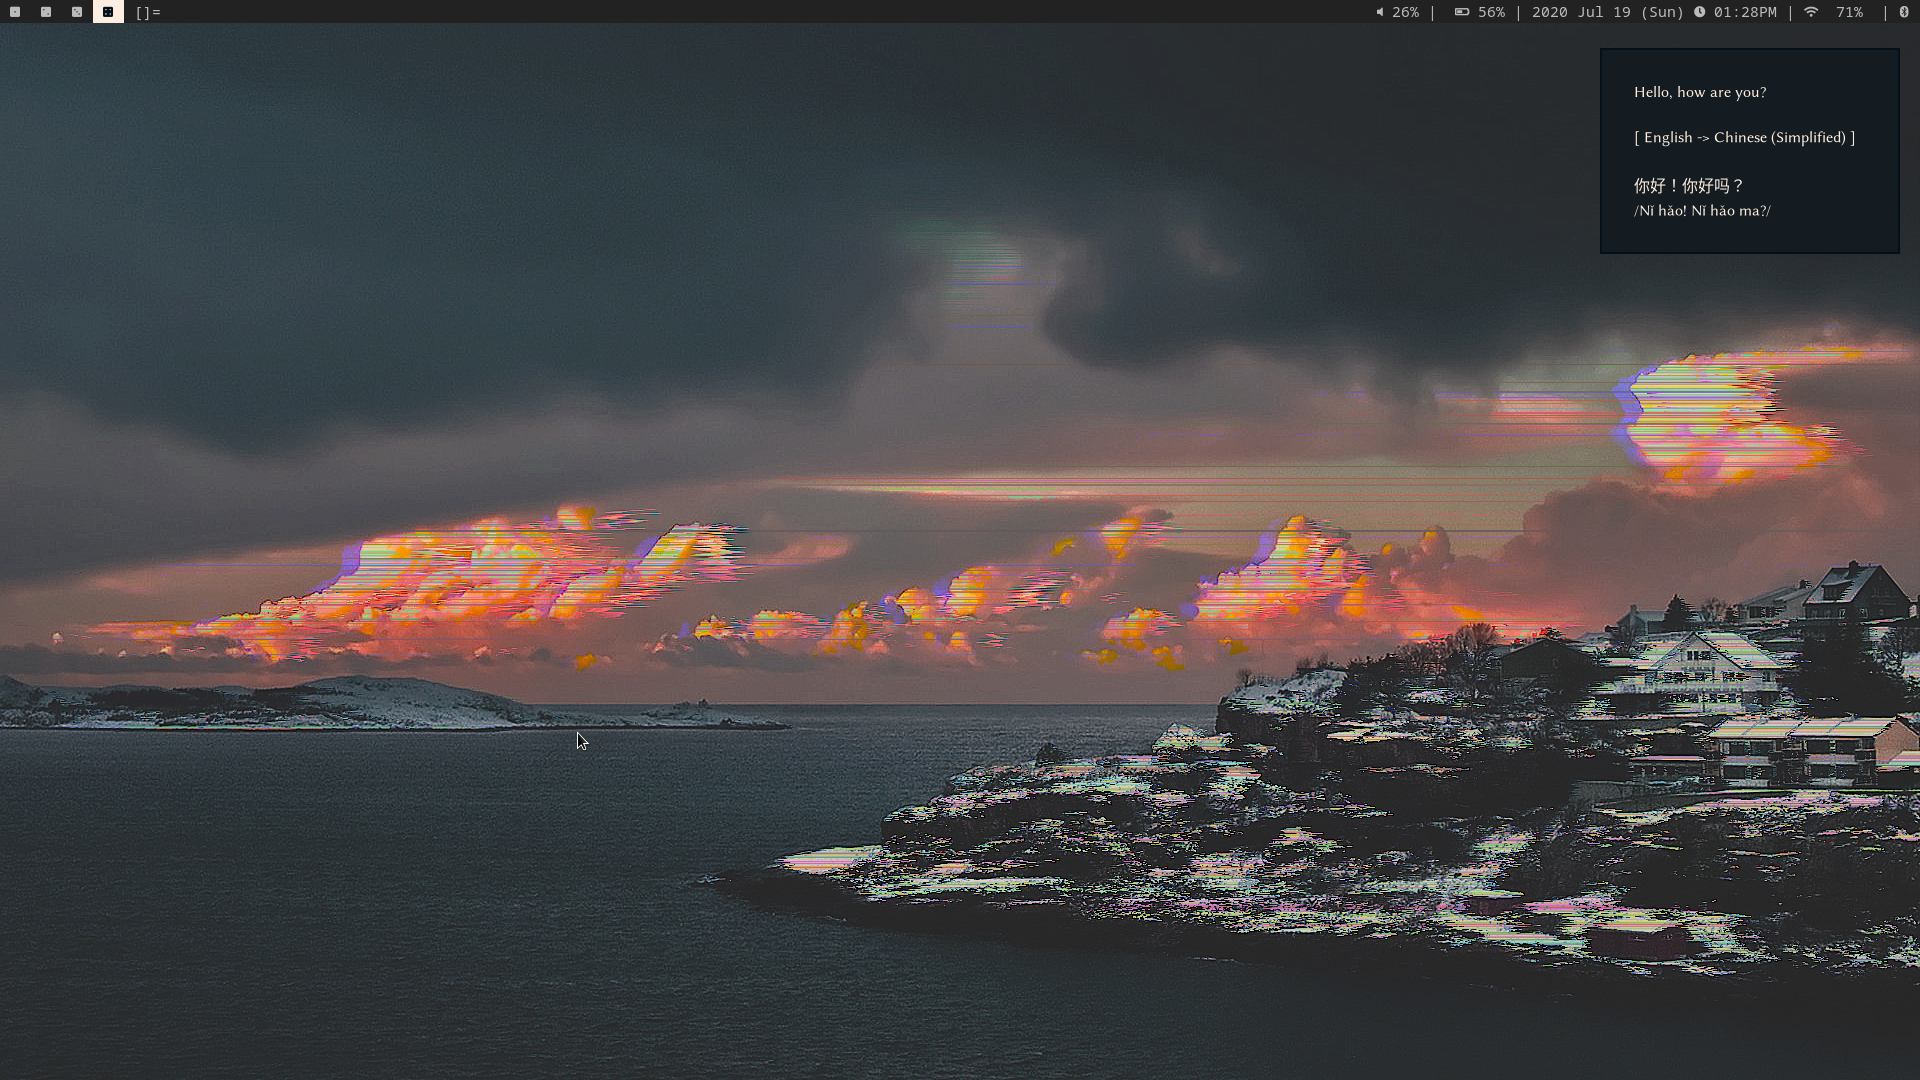 []= 26% | 56% | 2020 Jul 19 (Sun) 01:28PM | 71% |
Hello, how are you?
[ English -> Chinese (Simplified) ]
你好！你好吗？
/Nǐ hǎo! Nǐ hǎo ma?/